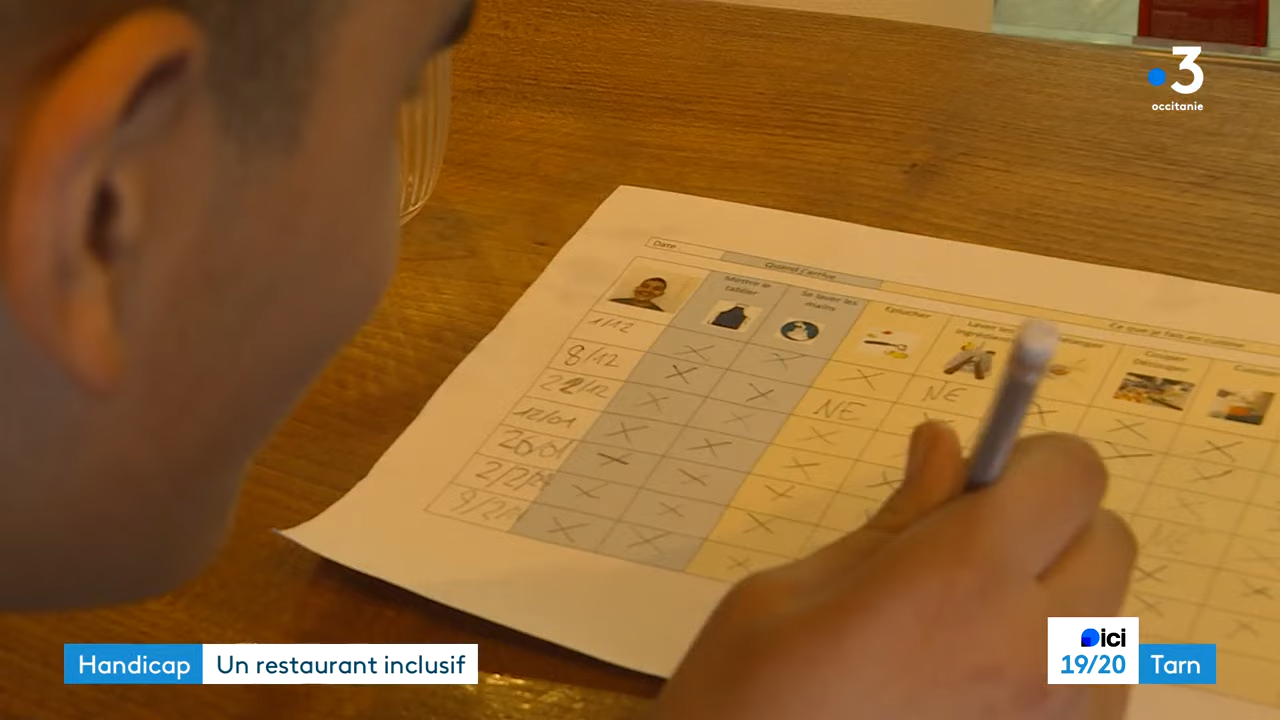 3
occitanie
Date
Quand j'arrive
Ce que je fais en cuisine
Mettre le tablier
Se laver les mains
Eplucher
Laver les
Couper
1/12
8/12
NE
22/12
NE
12/01
26/01
2/2/
9/2/
Handicap Un restaurant inclusif
ici
19/20 Tarn